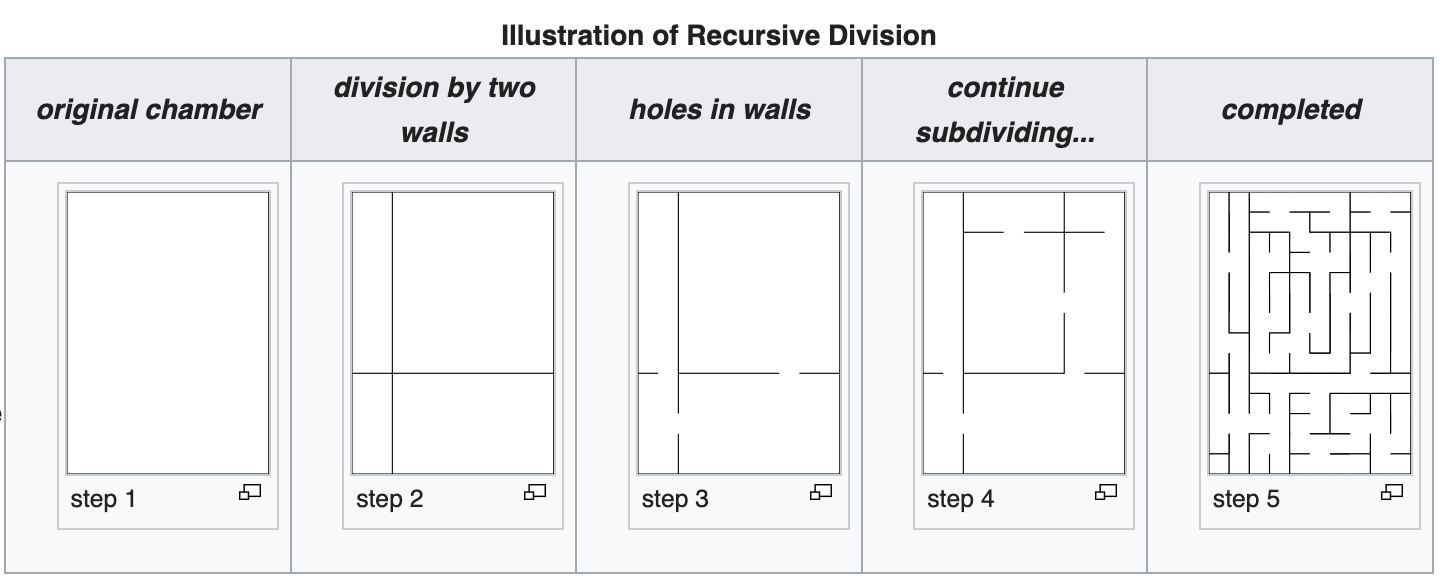 Illustration of Recursive Division
original chamber
division by two
walls
holes in walls
continue
subdividing...
completed
step 1
step 2
step 3
step 4
step 5